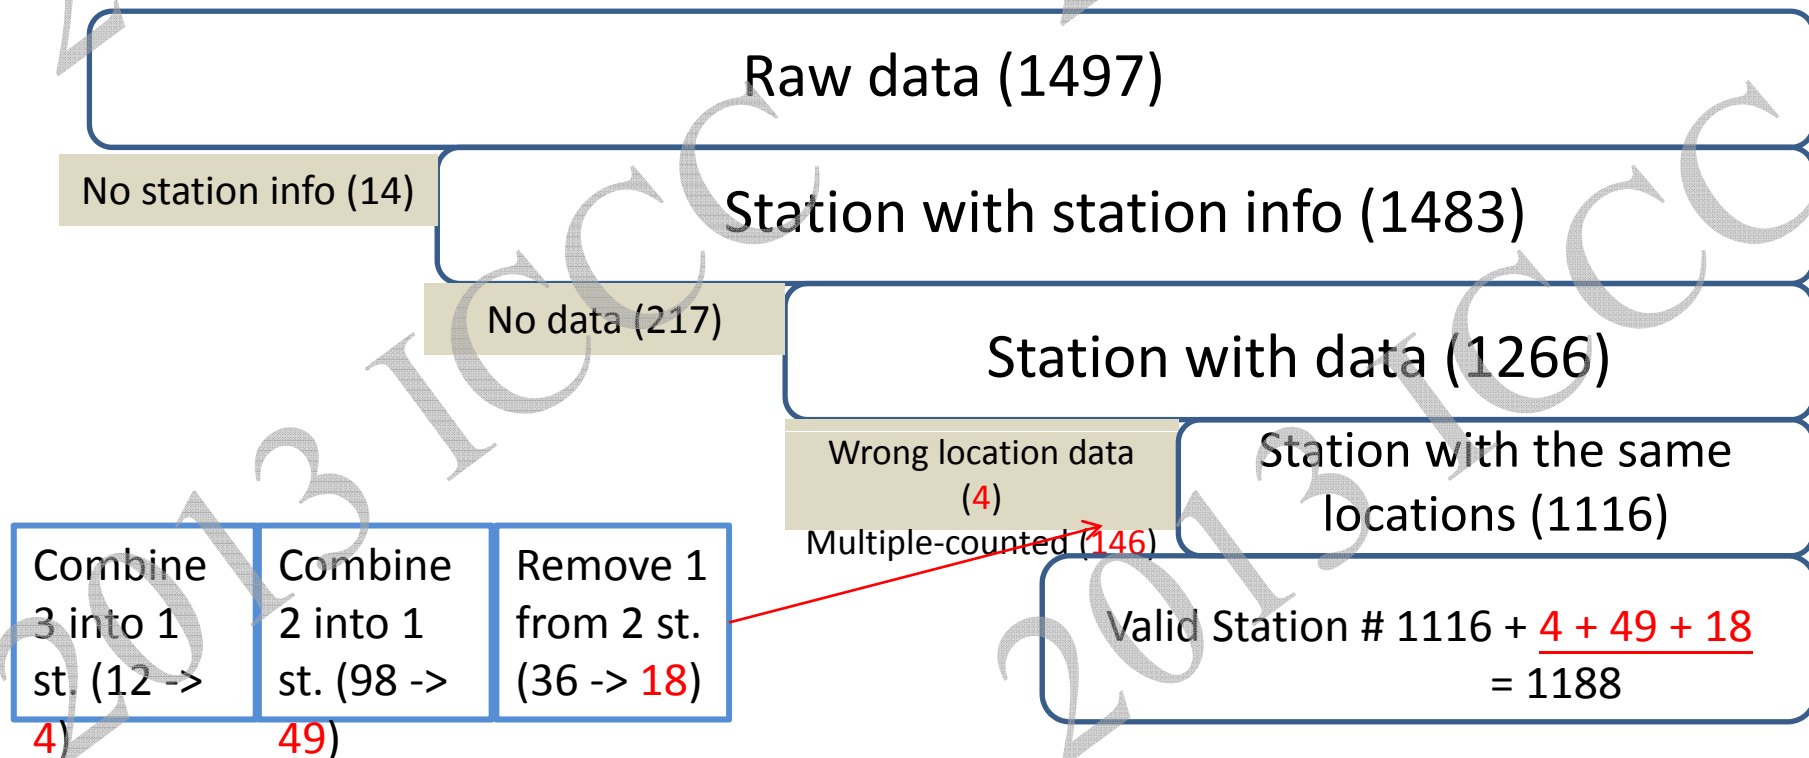 Raw data (1497)
No station info (14)
Station with station info (1483)
No data (217)
Station with data (1266)
Wrong location data
(4)
Multiple-counted (146)
Station with the same
locations (1116)
Combine
3 into 1
st. (12 ->
4)
Combine
2 into 1
st. (98 ->
49)
Remove 1
from 2 st.
(36 -> 18)
Valid Station # 1116 + 4 + 49 + 18
= 1188
2013 ICCC
2013 ICCC